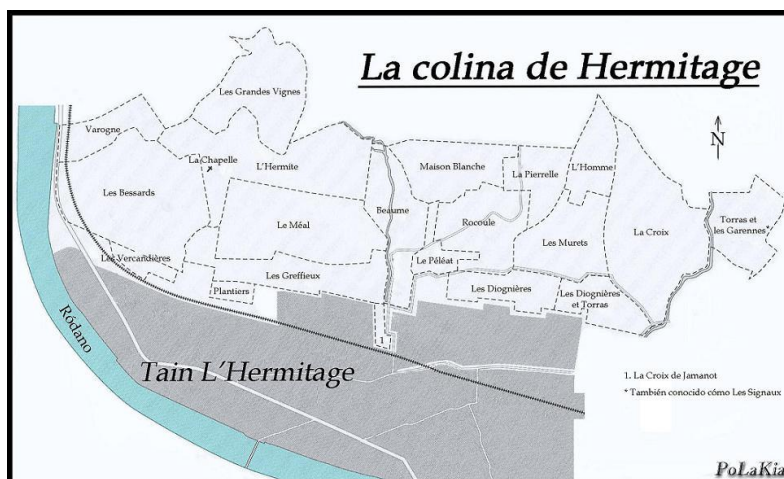 La colina de Hermitage
Les Grandes Vignes
Varogne
La Chapelle
L'Hermite
Maison Blanche
La Pierrelle
L'Homme
N
Les Bessards
Beaume
Rocoule
La Croix
Torras et
les Garennes*
Le Méal
Les Murets
Les Vercandières
Les Greffieux
Le Péléat
Plantiers
Les Diognières
Les Diognières
et Torras
1
Ródano
Tain L'Hermitage
1. La Croix de Jamanot
* También conocido cómo Les Signaux
PoLaKia